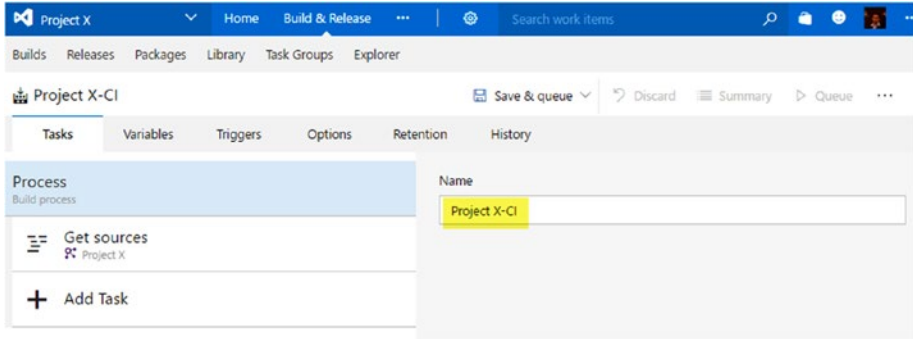 Project X Home Build & Release ... Search work items
Builds Releases Packages Library Task Groups Explorer
Project X-CI Save & queue Discard Summary Queue ...
Tasks Variables Triggers Options Retention History
Process
Build process
Name
Project X-CI
Get sources
Project X
Add Task